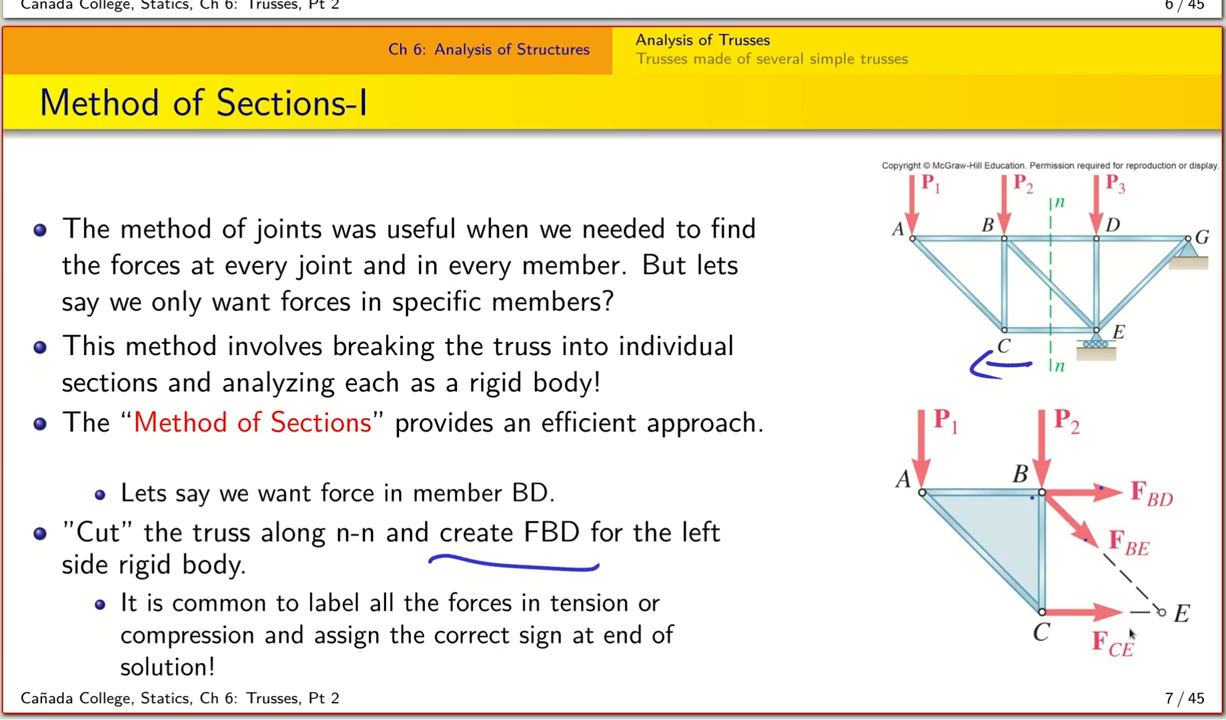 Cañada College, Statics, Ch 6: Trusses, Pt 2 6 / 45
Ch 6: Analysis of Structures
Analysis of Trusses
Trusses made of several simple trusses
Method of Sections-I
The method of joints was useful when we needed to find
the forces at every joint and in every member. But lets
say we only want forces in specific members?
This method involves breaking the truss into individual
sections and analyzing each as a rigid body!
The “Method of Sections” provides an efficient approach.
Lets say we want force in member BD.
”Cut” the truss along n-n and create FBD for the left
side rigid body.
It is common to label all the forces in tension or
compression and assign the correct sign at end of
solution!
Copyright © McGraw-Hill Education. Permission required for reproduction or display.
P1 P2 P3
n
A B D G
C E
n
P1 P2
A B FBD
FBE
E
C FCE
Cañada College, Statics, Ch 6: Trusses, Pt 2 7 / 45